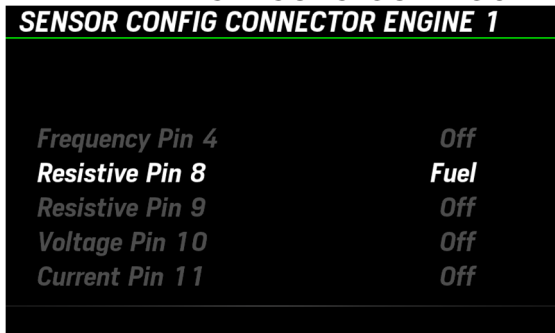 SENSOR CONFIG CONNECTOR ENGINE 1
Frequency Pin 4 Off
Resistive Pin 8 Fuel
Resistive Pin 9 Off
Voltage Pin 10 Off
Current Pin 11 Off